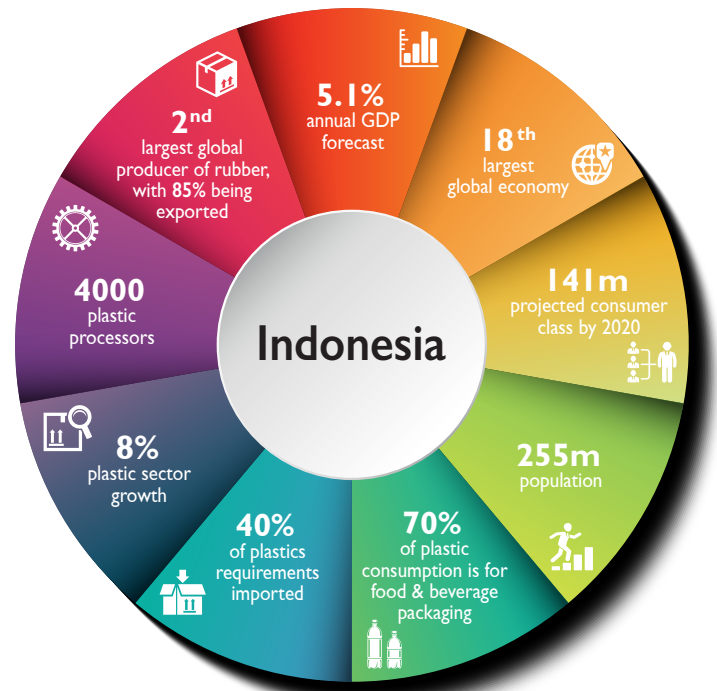 5.1%
annual GDP
forecast
18th
largest
global economy
141m
projected consumer
class by 2020
255m
population
70%
of plastic
consumption is for
food & beverage
packaging
40%
of plastics
requirements
imported
8%
plastic sector
growth
4000
plastic
processors
2nd
largest global
producer of rubber,
with 85% being
exported
Indonesia